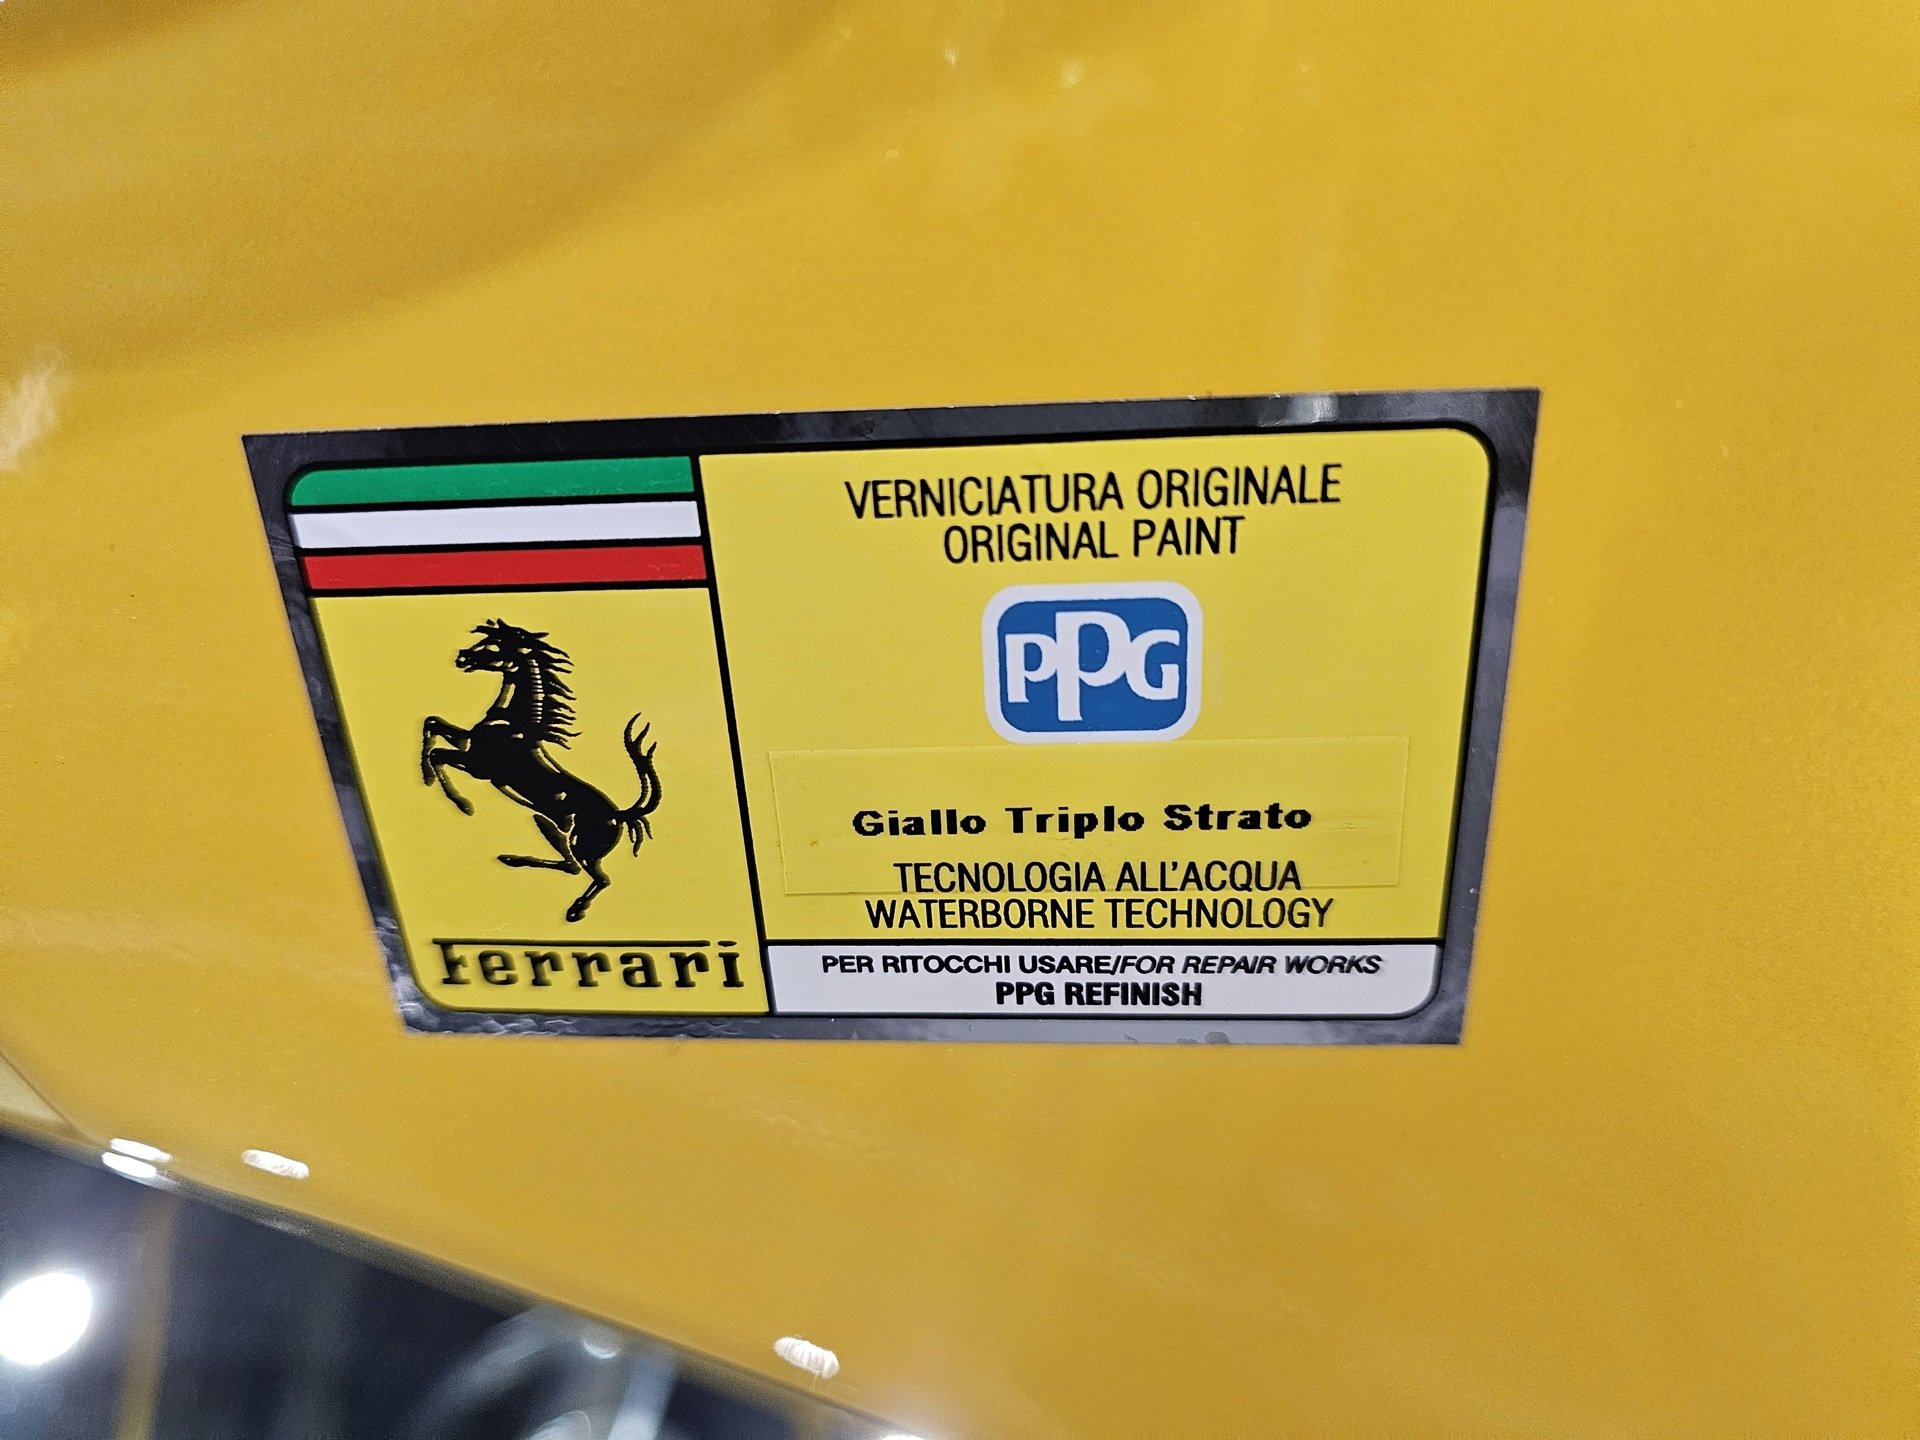 VERNICIATURA ORIGINALE
ORIGINAL PAINT
PPG
Giallo Triplo Strato
TECNOLOGIA ALL'ACQUA
WATERBORNE TECHNOLOGY
Ferrari
PER RITOCCHI USARE/FOR REPAIR WORKS
PPG REFINISH